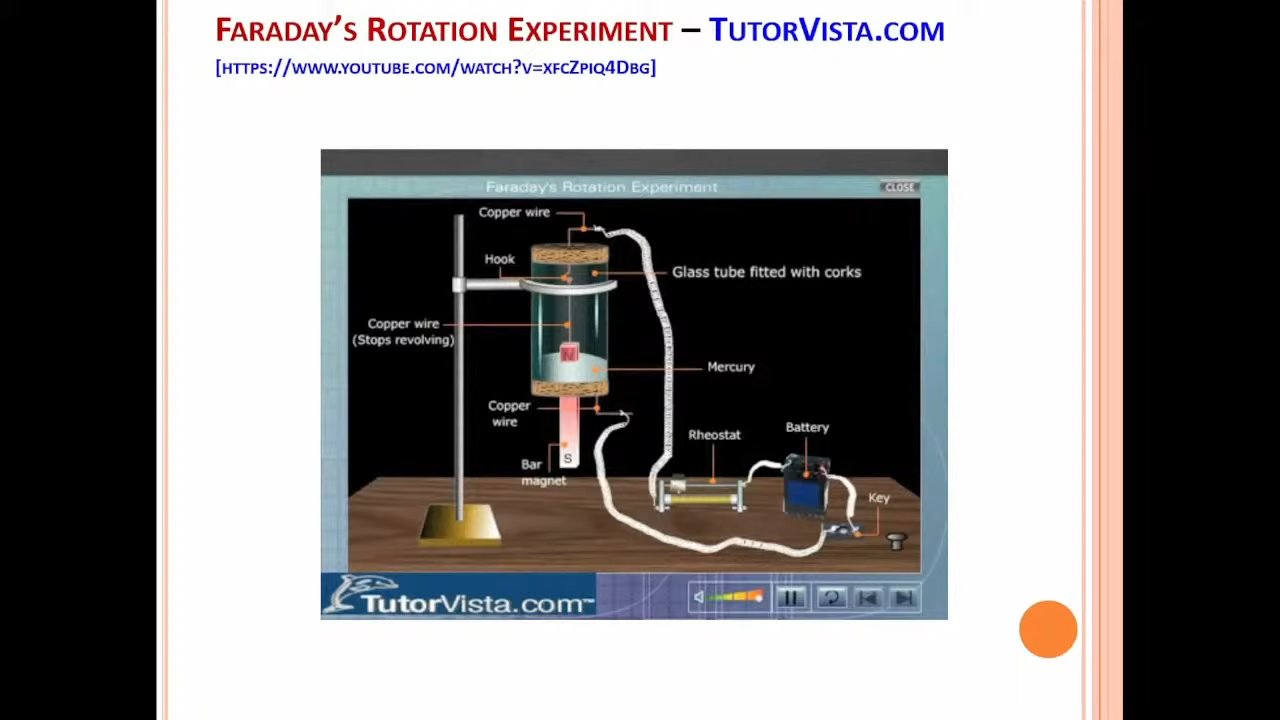 FARADAY'S ROTATION EXPERIMENT – TUTORVISTA.COM
[HTTPS://WWW.YOUTUBE.COM/WATCH?V=XFCZPIQ4DBG]
Faraday's Rotation Experiment
CLOSE
Copper wire
Hook
Glass tube fitted with corks
Copper wire
(Stops revolving)
N
Mercury
Copper
wire
Battery
Rheostat
S
Bar
magnet
Key
TutorVista.com™